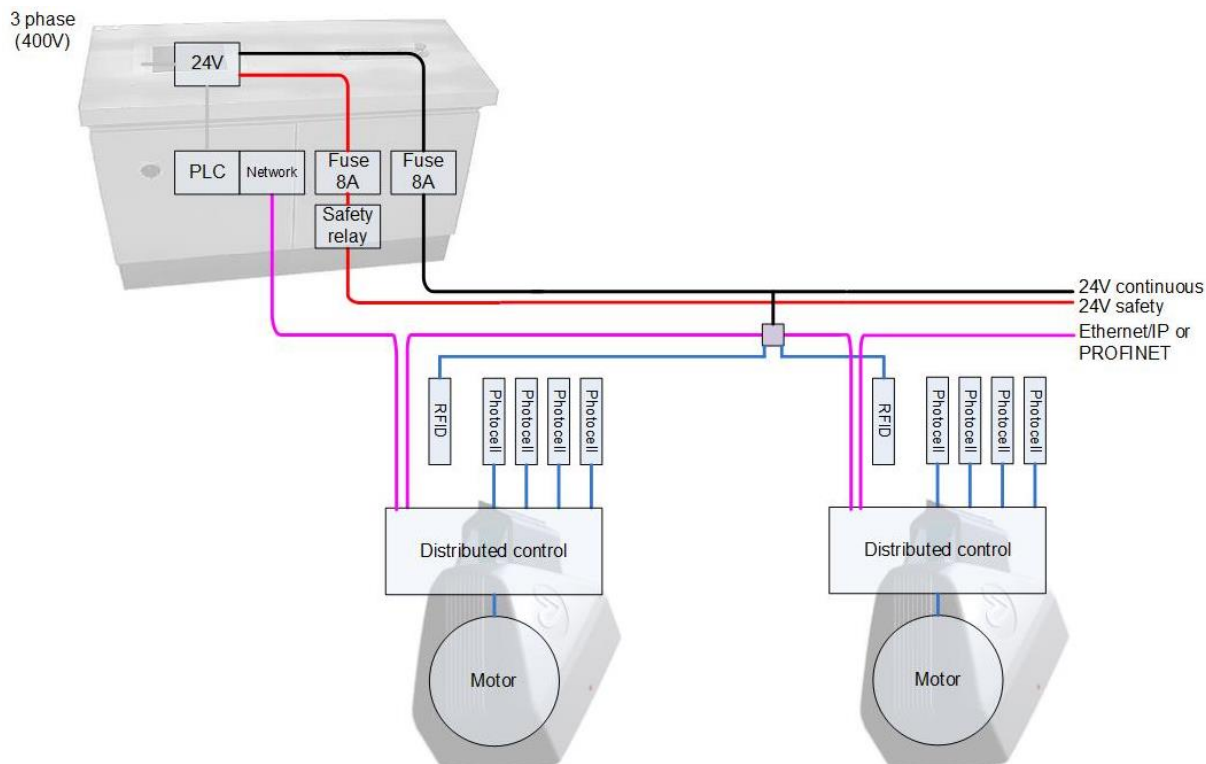 3 phase
(400V)
24V
PLC
Network
Fuse
8A
Fuse
8A
Safety
relay
24V continuous
24V safety
Ethernet/IP or
PROFINET
RFID
Photocell
Photocell
Photocell
Photocell
RFID
Photocell
Photocell
Photocell
Photocell
Distributed control
Distributed control
Motor
Motor